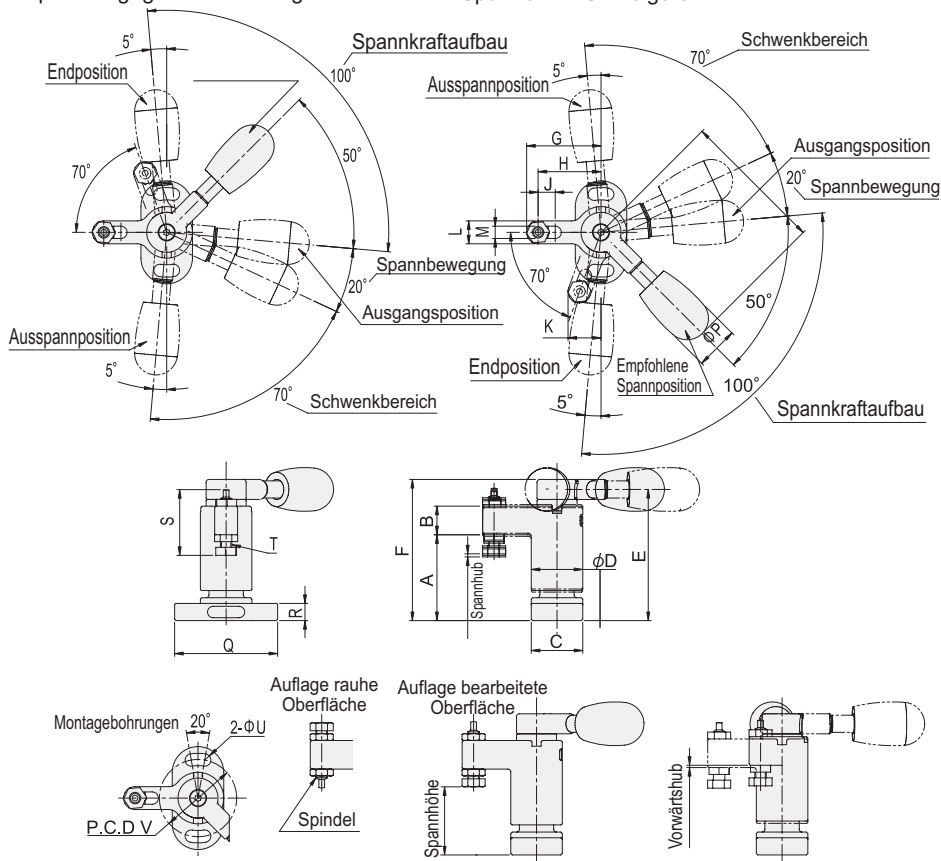 5°
Spannkraftaufbau
100°
Endposition
70°
50°
20°
Spannbewegung
Ausgangsposition
Ausspannposition
5°
70°
Schwenkbereich
70°
Schwenkbereich
5°
Ausspannposition
G
H
J
Ausgangsposition
20°
Spannbewegung
L
M
70°
K
50°
ΦP
Endposition
Empfohlene
Spannposition
100°
5°
Spannkraftaufbau
S
T
R
Q
F
B
A
Spannhub
ΦD
E
C
Montagebohrungen
20°
2-ΦU
P.C.D V
Auflage rauhe
Oberfläche
Spindel
Auflage bearbeitete
Oberfläche
Spannhöhe
Vorwärtshub